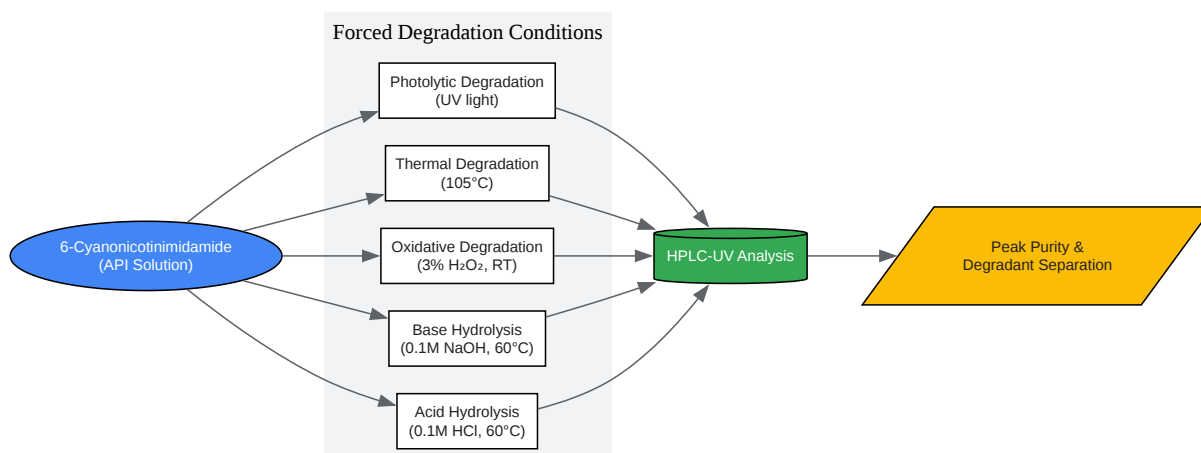 Forced Degradation Conditions
Photolytic Degradation
(UV light)
Thermal Degradation
(105°C)
6-Cyanonicotinimidamide
(API Solution)
Oxidative Degradation
(3% H₂O₂, RT)
HPLC-UV Analysis
Peak Purity &
Degradant Separation
Base Hydrolysis
(0.1M NaOH, 60°C)
Acid Hydrolysis
(0.1M HCl, 60°C)